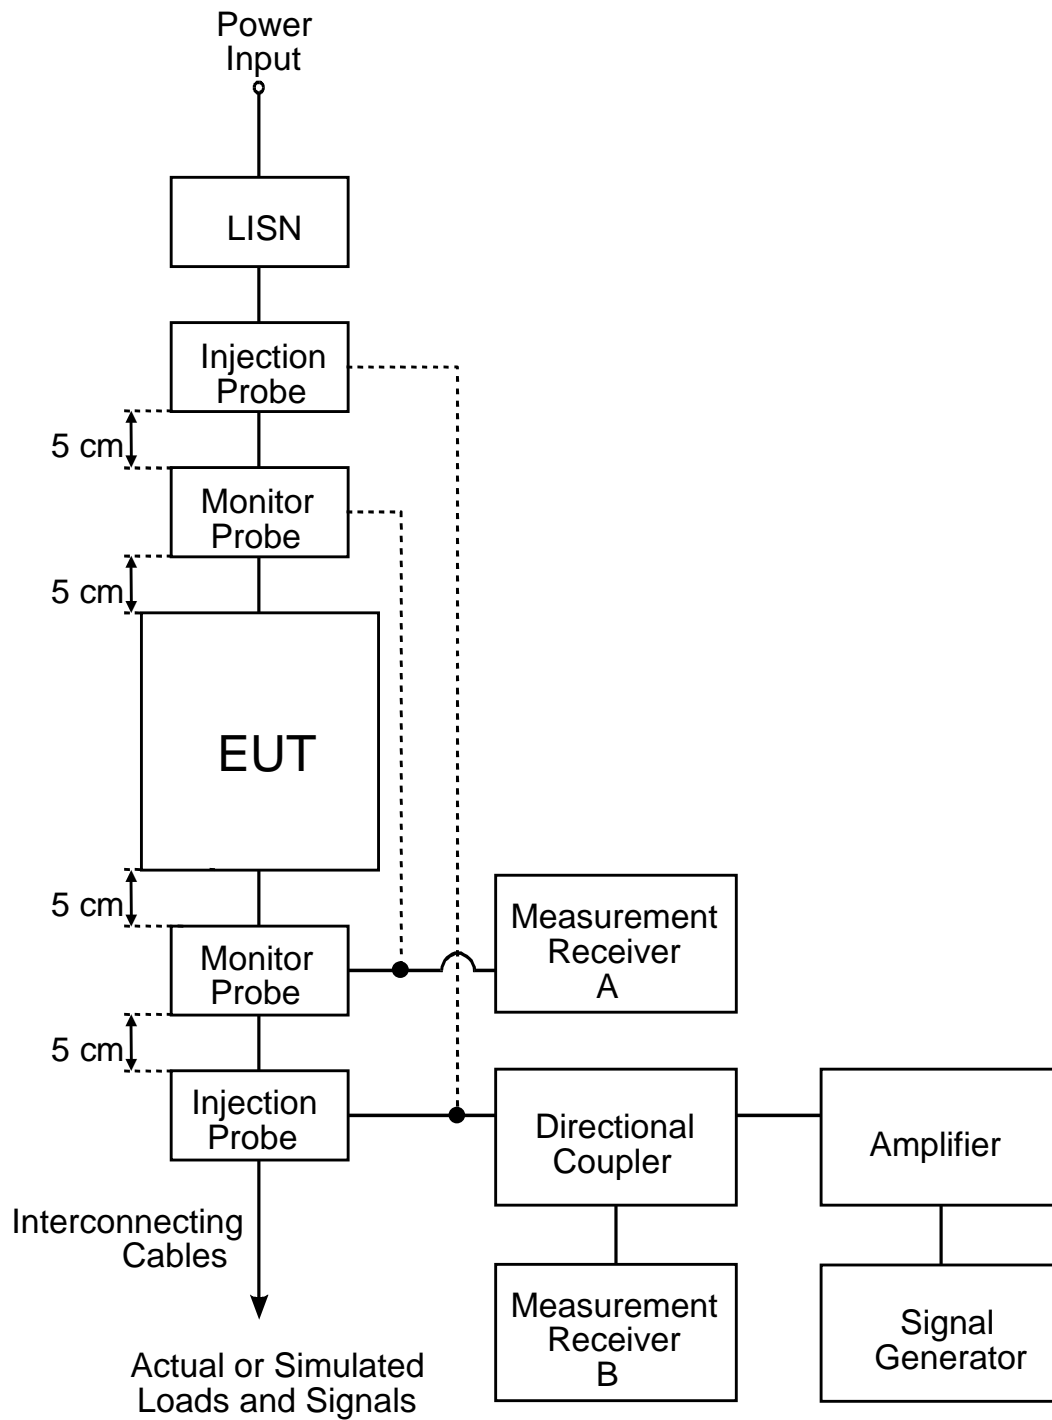 Power
Input
LISN
Injection
Probe
5 cm
Monitor
Probe
5 cm
EUT
5 cm
Monitor
Probe
Measurement
Receiver
A
5 cm
Injection
Probe
Directional
Coupler
Amplifier
Interconnecting
Cables
Measurement
Receiver
B
Signal
Generator
Actual or Simulated
Loads and Signals